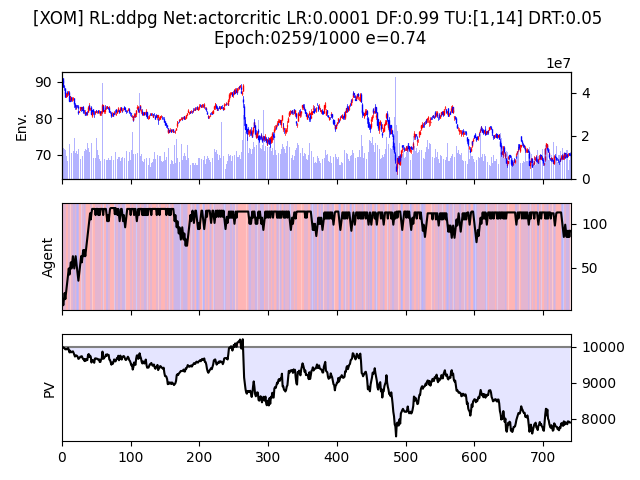 [XOM] RL:ddpg Net:actorcritic LR:0.0001 DF:0.99 TU:[1,14] DRT:0.05
Epoch:0259/1000 e=0.74
1e7
90
80
70
Env.
4
2
0
Agent
100
50
PV
10000
9000
8000
0 100 200 300 400 500 600 700